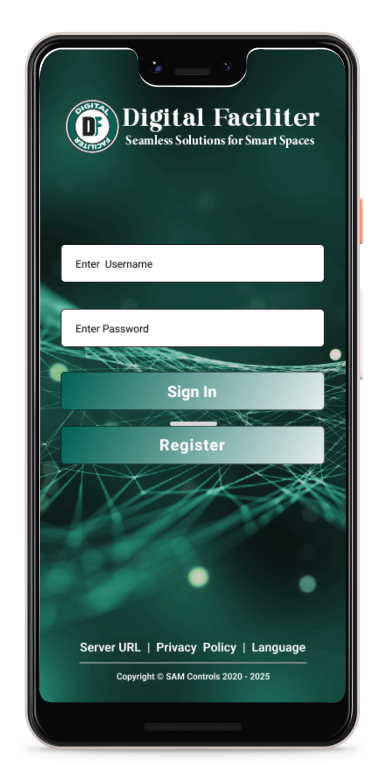 DIGITAL
DF
FACILITER
Digital Faciliter
Seamless Solutions for Smart Spaces
Enter Username
Enter Password
Sign In
Register
Server URL | Privacy Policy | Language
Copyright © SAM Controls 2020 - 2025